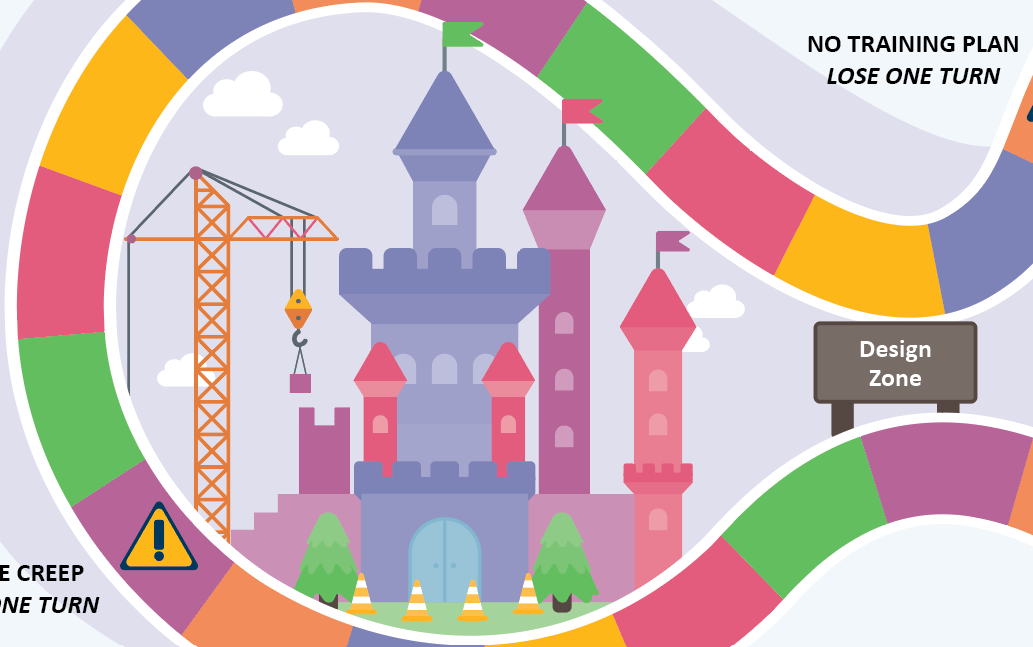 NO TRAINING PLAN
LOSE ONE TURN
Design
Zone
E CREEP
ONE TURN